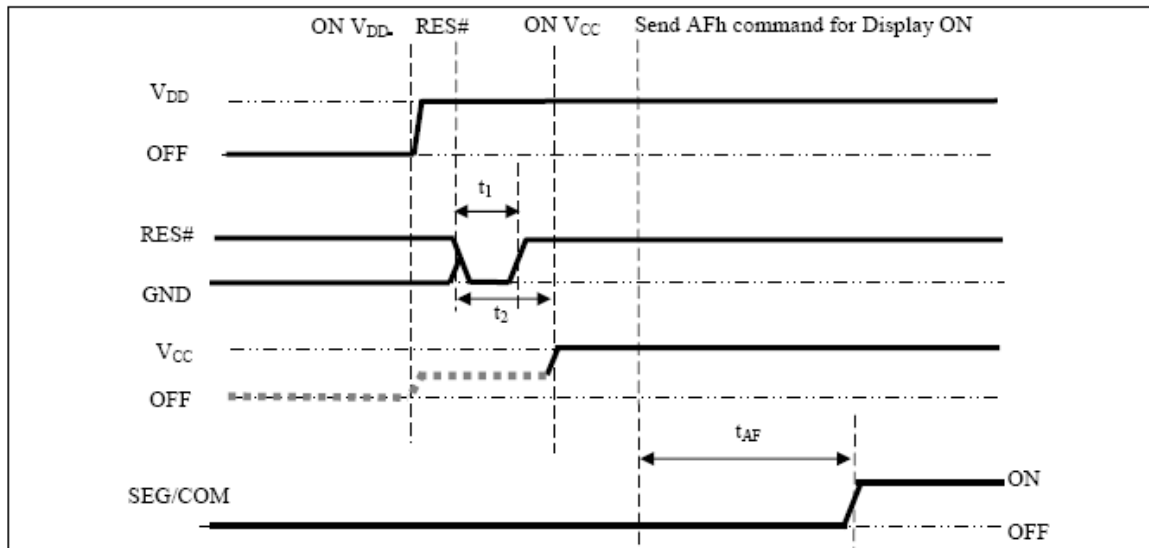 ON VDD. RES# ON VCC Send AFh command for Display ON
VDD
OFF
t1
RES#
GND
t2
VCC
OFF
tAF
SEG/COM
ON
OFF